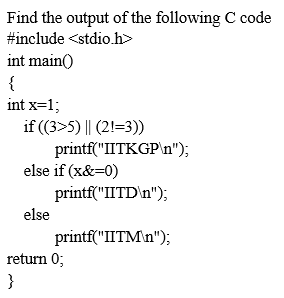 Find the output of the following C code
#include <stdio.h>
int main()
{
int x=1;
if ((3>5) || (2!=3))
printf("IITKGP\n");
else if (x&=0)
printf("IITD\n");
else
printf("IITM\n");
return 0;
}